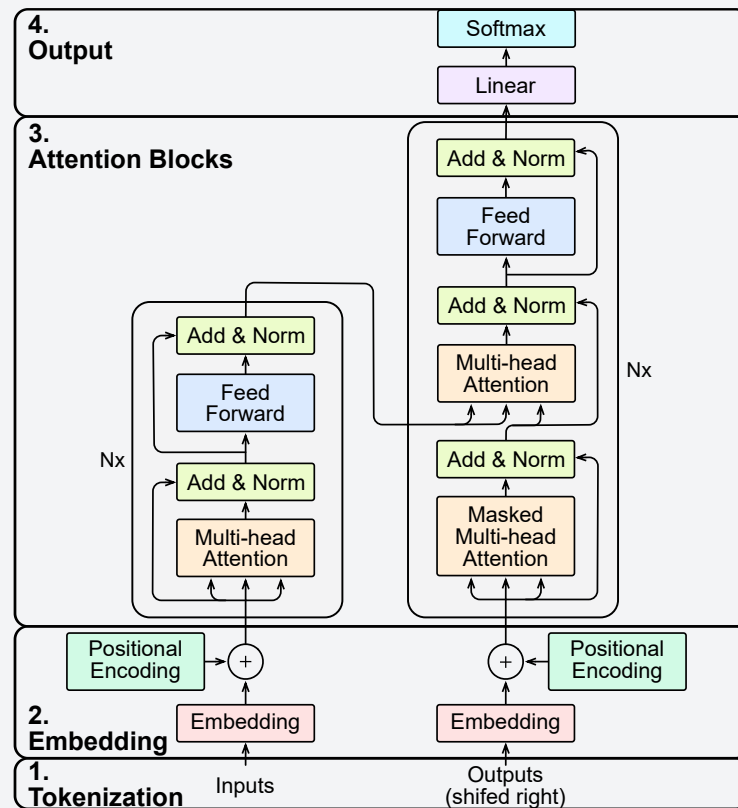 4.
Output
Softmax
Linear
3.
Attention Blocks
Add & Norm
Feed
Forward
Add & Norm
Multi-head
Attention
Nx
Add & Norm
Masked
Multi-head
Attention
Add & Norm
Feed
Forward
Nx
Add & Norm
Multi-head
Attention
Positional
Encoding
+
+
Positional
Encoding
2.
Embedding
Embedding
Embedding
1.
Tokenization
Inputs
Outputs
(shifed right)